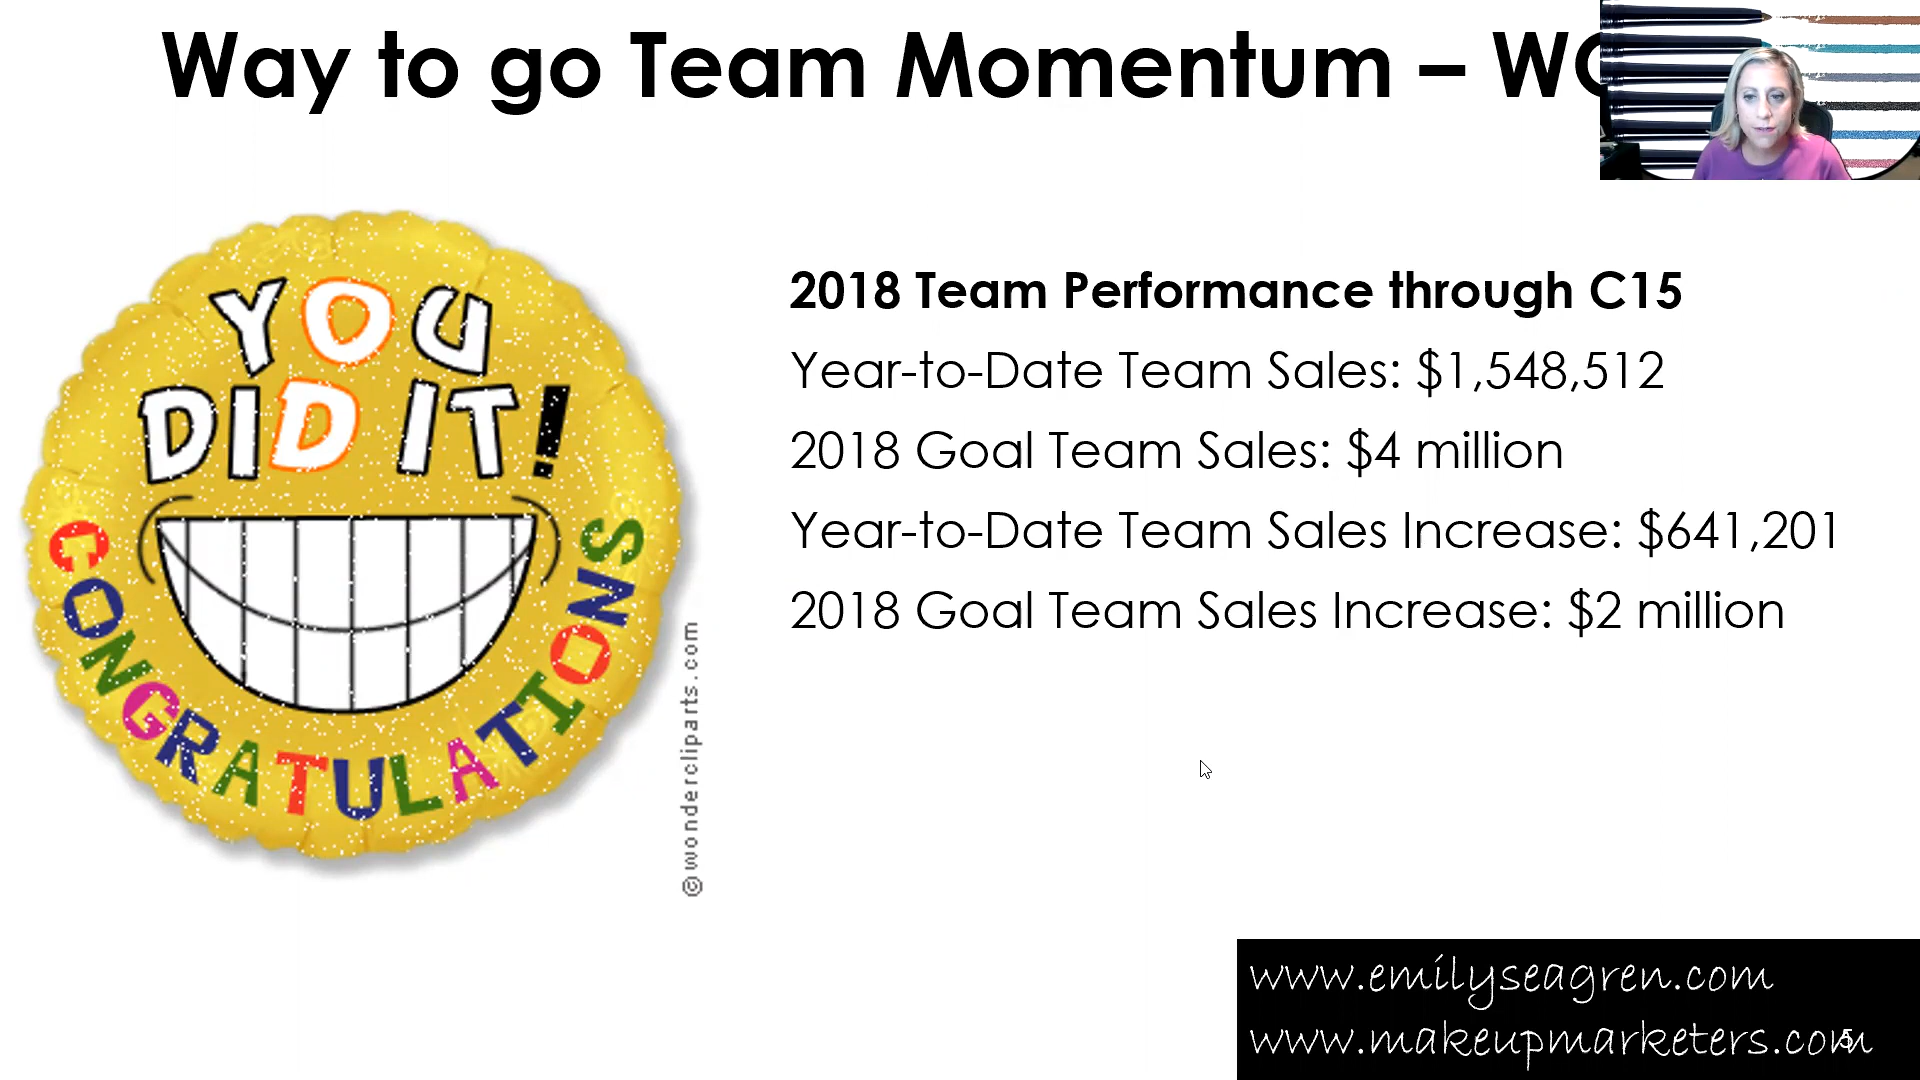 Way to go Team Momentum –
YOU
DID IT!
CONGRATULATIONS
©wondercliparts.com
2018 Team Performance through C15
Year-to-Date Team Sales: $1,548,512
2018 Goal Team Sales: $4 million
Year-to-Date Team Sales Increase: $641,201
2018 Goal Team Sales Increase: $2 million
www.emilyseagren.com
www.makeupmarketers.com
5